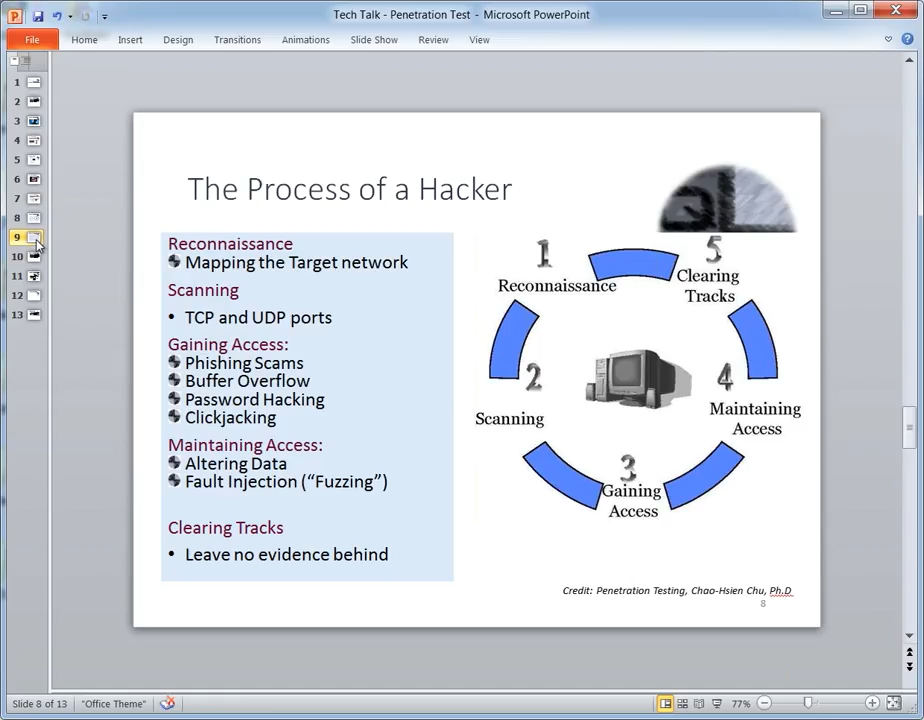 Tech Talk - Penetration Test - Microsoft PowerPoint
File Home Insert Design Transitions Animations Slide Show Review View
1
2
3
4
5
6
7
8
9
10
11
12
13
The Process of a Hacker
Reconnaissance
Mapping the Target network
Scanning
• TCP and UDP ports
Gaining Access:
Phishing Scams
Buffer Overflow
Password Hacking
Clickjacking
Maintaining Access:
Altering Data
Fault Injection (“Fuzzing”)
Clearing Tracks
• Leave no evidence behind
1
Reconnaissance
5
Clearing
Tracks
2
Scanning
4
Maintaining
Access
3
Gaining
Access
Credit: Penetration Testing, Chao-Hsien Chu, Ph.D
8
Slide 8 of 13 "Office Theme" 77%